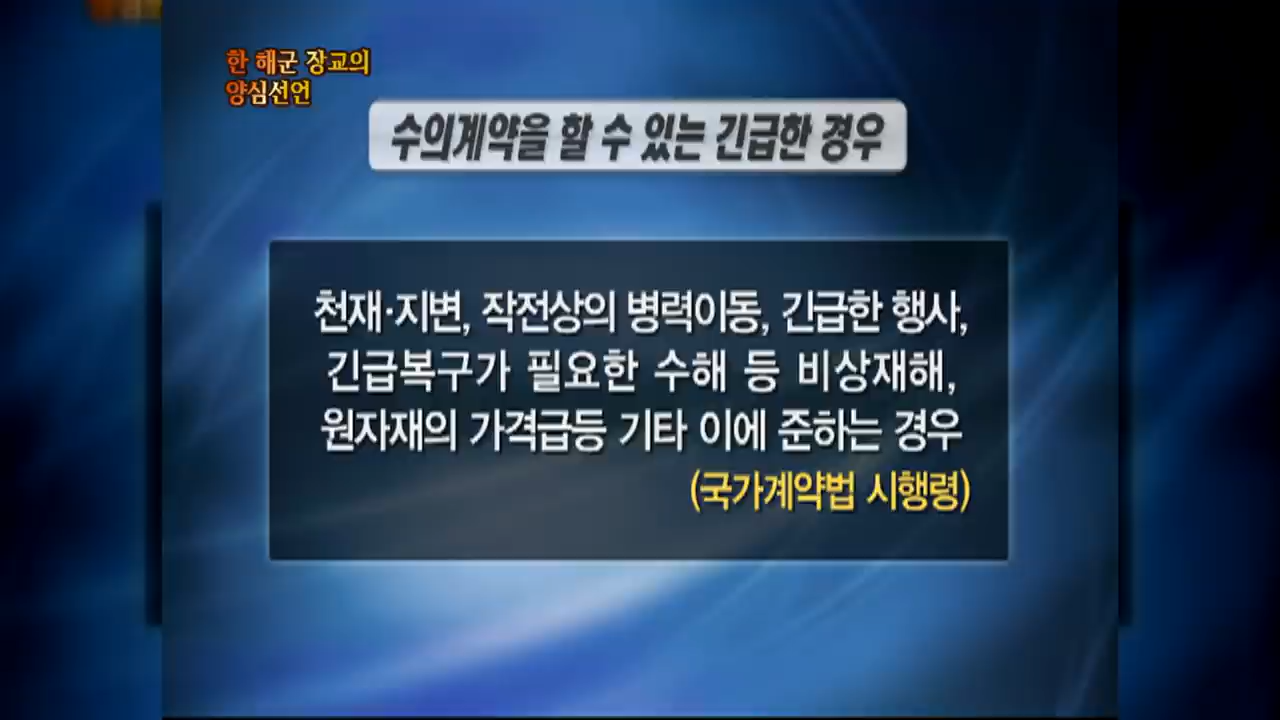 한 해군 장교의
양심선언
수의계약을 할 수 있는 긴급한 경우
천재·지변, 작전상의 병력이동, 긴급한 행사,
긴급복구가 필요한 수해 등 비상재해,
원자재의 가격급등 기타 이에 준하는 경우
(국가계약법 시행령)